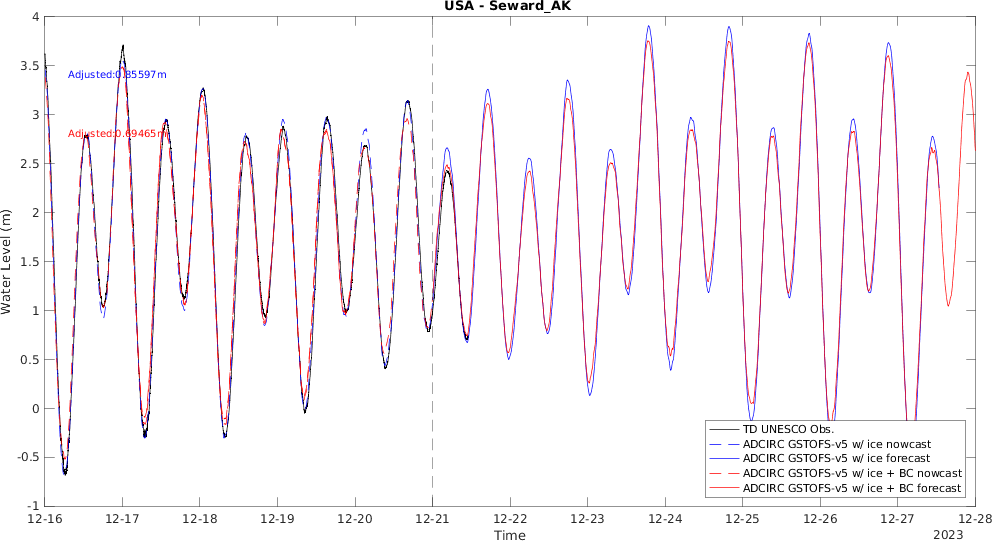 USA - Seward_AK
4
3.5
3
2.5
2
1.5
1
0.5
0
-0.5
-1
Water Level (m)
Adjusted:0.85597m
Adjusted:0.69465m
TD UNESCO Obs.
ADCIRC GSTOFS-v5 w/ ice nowcast
ADCIRC GSTOFS-v5 w/ ice forecast
ADCIRC GSTOFS-v5 w/ ice + BC nowcast
ADCIRC GSTOFS-v5 w/ ice + BC forecast
12-16 12-17 12-18 12-19 12-20 12-21 12-22 12-23 12-24 12-25 12-26 12-27 12-28
Time
2023